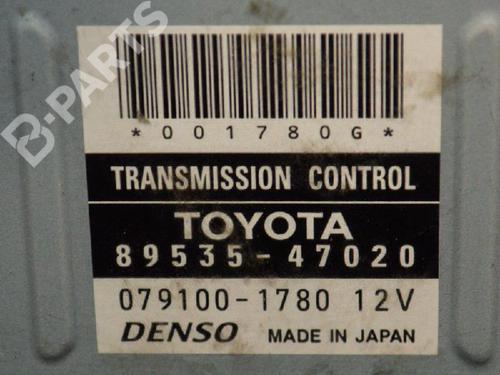 B-PARTS
*001780G*
TRANSMISSION CONTROL
TOYOTA
89535-47020
079100-1780 12V
DENSO MADE IN JAPAN